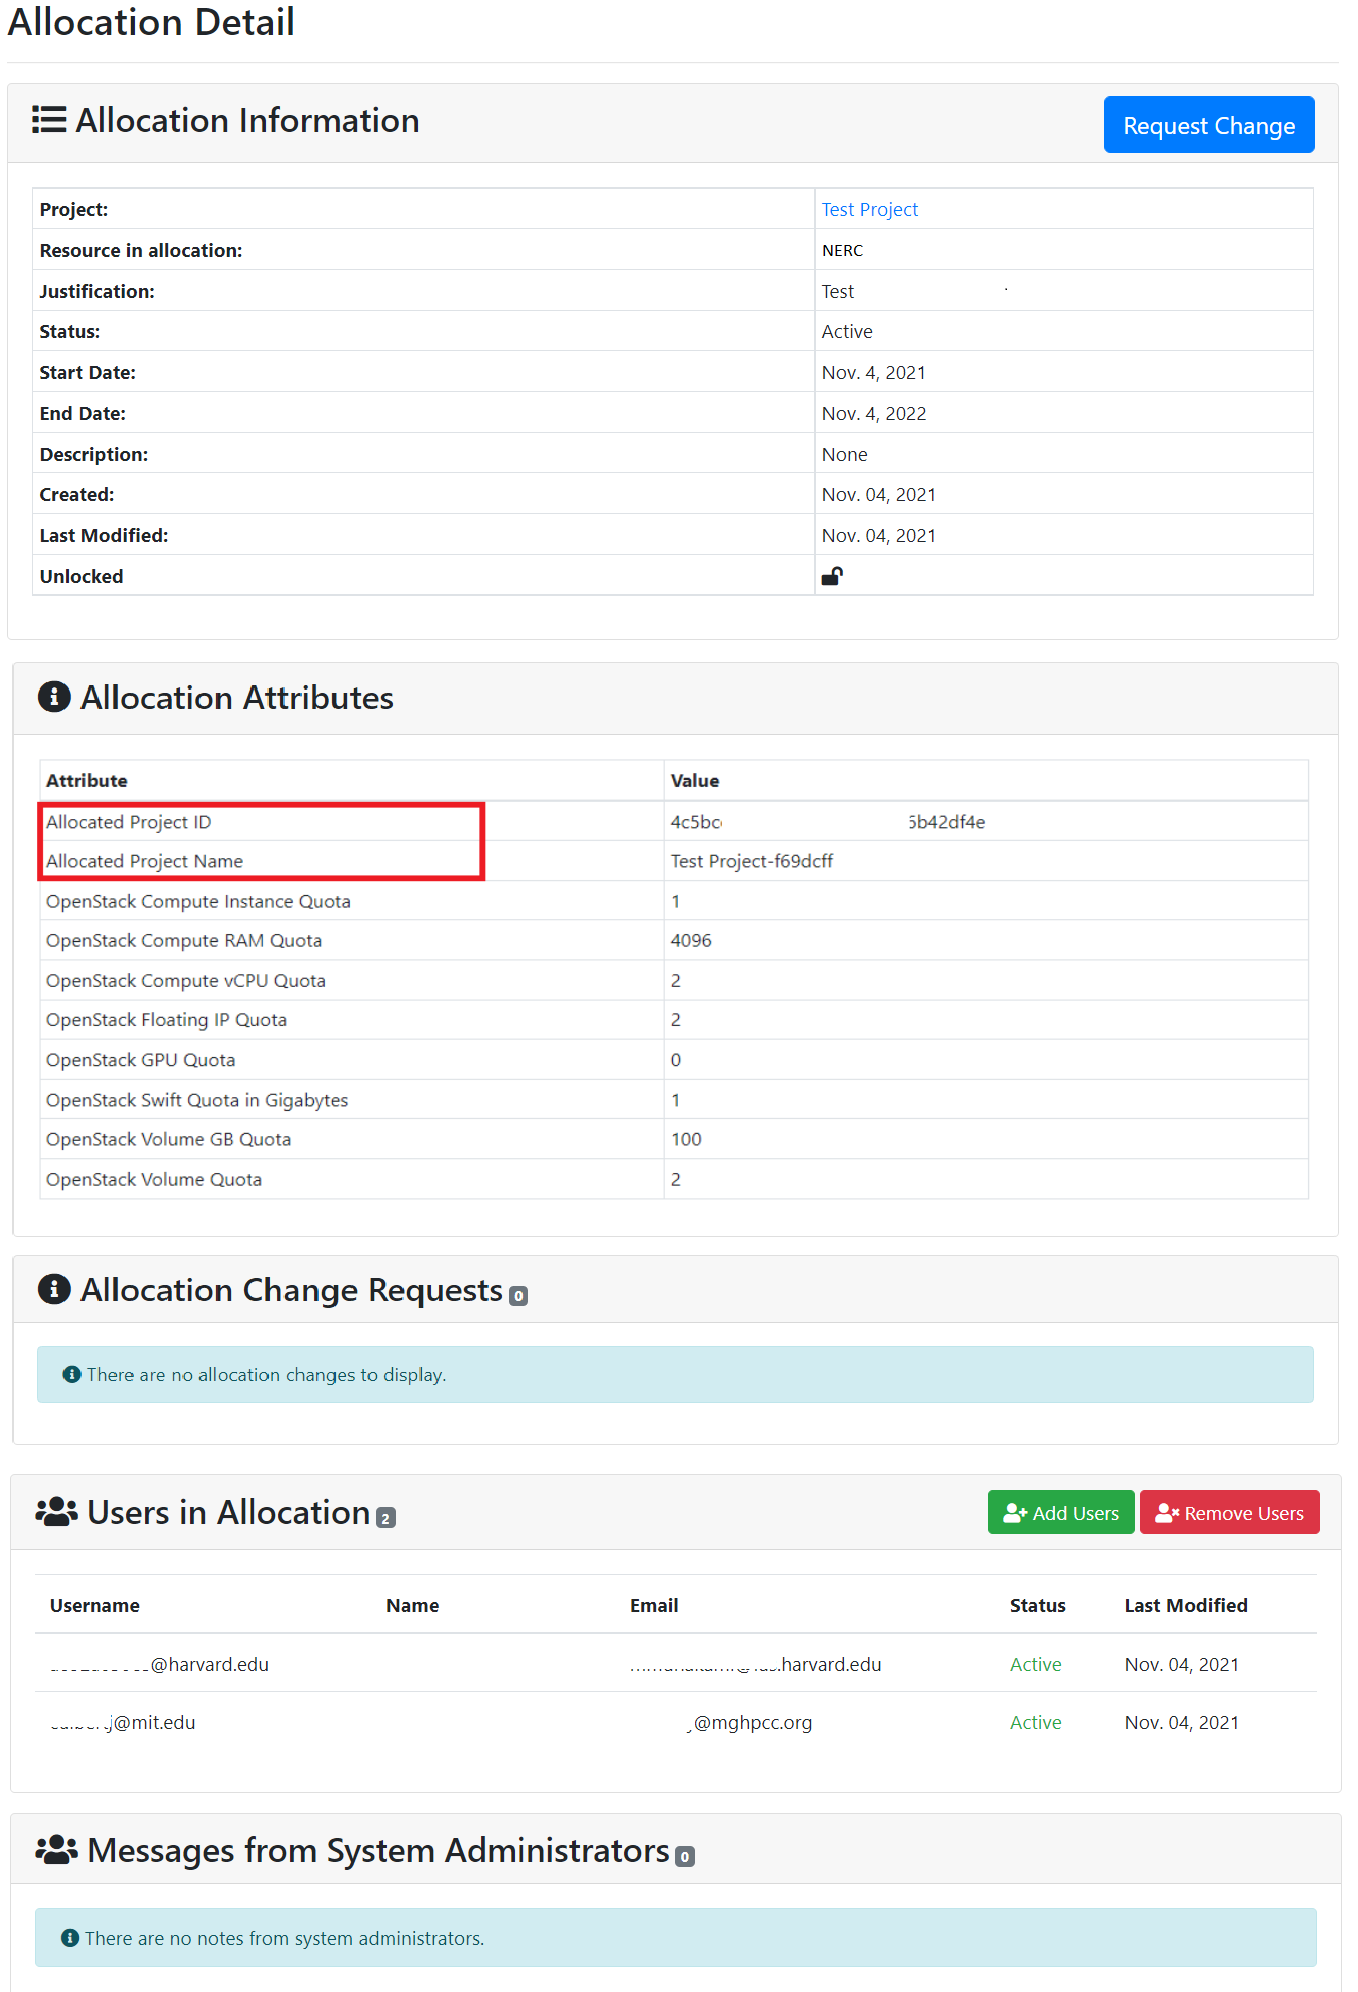 Allocation Detail
Allocation Information
Request Change
Project: Test Project
Resource in allocation: NERC
Justification: Test
Status: Active
Start Date: Nov. 4, 2021
End Date: Nov. 4, 2022
Description: None
Created: Nov. 04, 2021
Last Modified: Nov. 04, 2021
Unlocked
Allocation Attributes
Attribute Value
Allocated Project ID 4c5bc 5b42df4e
Allocated Project Name Test Project-f69dcff
OpenStack Compute Instance Quota 1
OpenStack Compute RAM Quota 4096
OpenStack Compute vCPU Quota 2
OpenStack Floating IP Quota 2
OpenStack GPU Quota 0
OpenStack Swift Quota in Gigabytes 1
OpenStack Volume GB Quota 100
OpenStack Volume Quota 2
Allocation Change Requests 0
There are no allocation changes to display.
Users in Allocation 2
Add Users Remove Users
Username Name Email Status Last Modified
@harvard.edu .harvard.edu Active Nov. 04, 2021
j@mit.edu @mghpcc.org Active Nov. 04, 2021
Messages from System Administrators 0
There are no notes from system administrators.